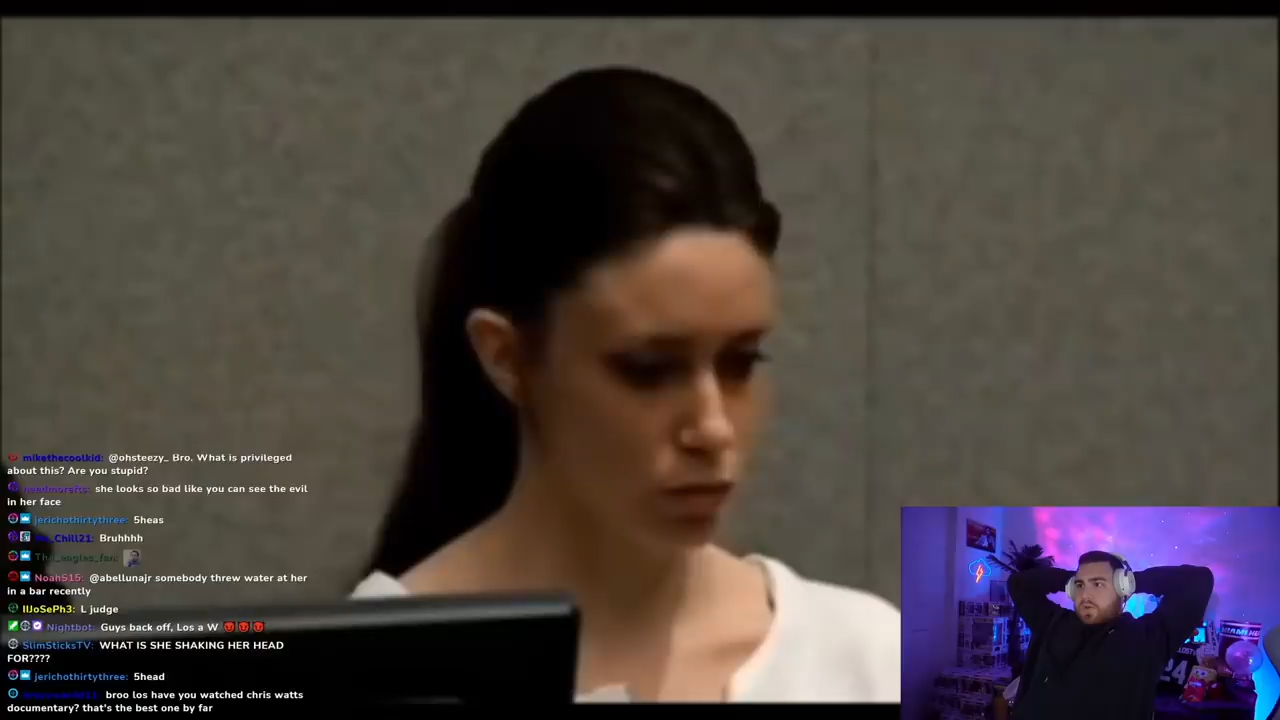 mikethecoolkid: @ohsteezy_ Bro. What is privileged
about this? Are you stupid?
needmorefts: she looks so bad like you can see the evil
in her face
jerichothirtythree: 5heas
Chill21: Bruhhhh
NoahS15: @abellunajr somebody threw water at her
in a bar recently
IIJoSePh3: L judge
Nightbot: Guys back off, Los a W
SlimSticksTV: WHAT IS SHE SHAKING HER HEAD
FOR????
jerichothirtythree: 5head
broo los have you watched chris watts
documentary? that's the best one by far
24